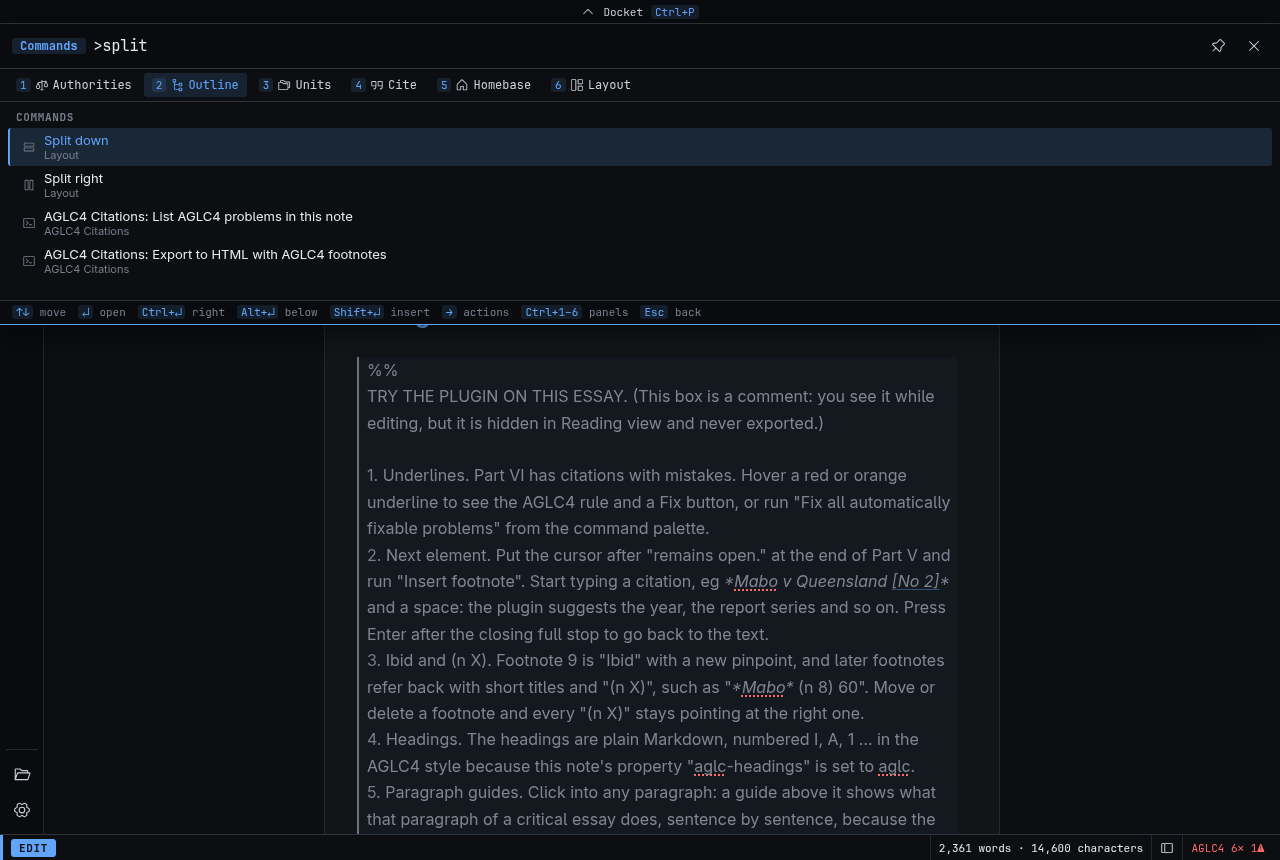 Docket Ctrl+P
Commands >split
1 Authorities 2 Outline 3 Units 4 Cite 5 Homebase 6 Layout
COMMANDS
Split down
Layout
Split right
Layout
AGLC4 Citations: List AGLC4 problems in this note
AGLC4 Citations
AGLC4 Citations: Export to HTML with AGLC4 footnotes
AGLC4 Citations
↑↓ move ↵ open Ctrl+↵ right Alt+↵ below Shift+↵ insert → actions Ctrl+1–6 panels Esc back
%%
TRY THE PLUGIN ON THIS ESSAY. (This box is a comment: you see it while
editing, but it is hidden in Reading view and never exported.)
1. Underlines. Part VI has citations with mistakes. Hover a red or orange
underline to see the AGLC4 rule and a Fix button, or run "Fix all automatically
fixable problems" from the command palette.
2. Next element. Put the cursor after "remains open." at the end of Part V and
run "Insert footnote". Start typing a citation, eg *Mabo v Queensland [No 2]*
and a space: the plugin suggests the year, the report series and so on. Press
Enter after the closing full stop to go back to the text.
3. Ibid and (n X). Footnote 9 is "Ibid" with a new pinpoint, and later footnotes
refer back with short titles and "(n X)", such as "*Mabo* (n 8) 60". Move or
delete a footnote and every "(n X)" stays pointing at the right one.
4. Headings. The headings are plain Markdown, numbered I, A, 1 ... in the
AGLC4 style because this note's property "aglc-headings" is set to aglc.
5. Paragraph guides. Click into any paragraph: a guide above it shows what
that paragraph of a critical essay does, sentence by sentence, because the
EDIT 2,361 words · 14,600 characters AGLC4 6× 1⚠